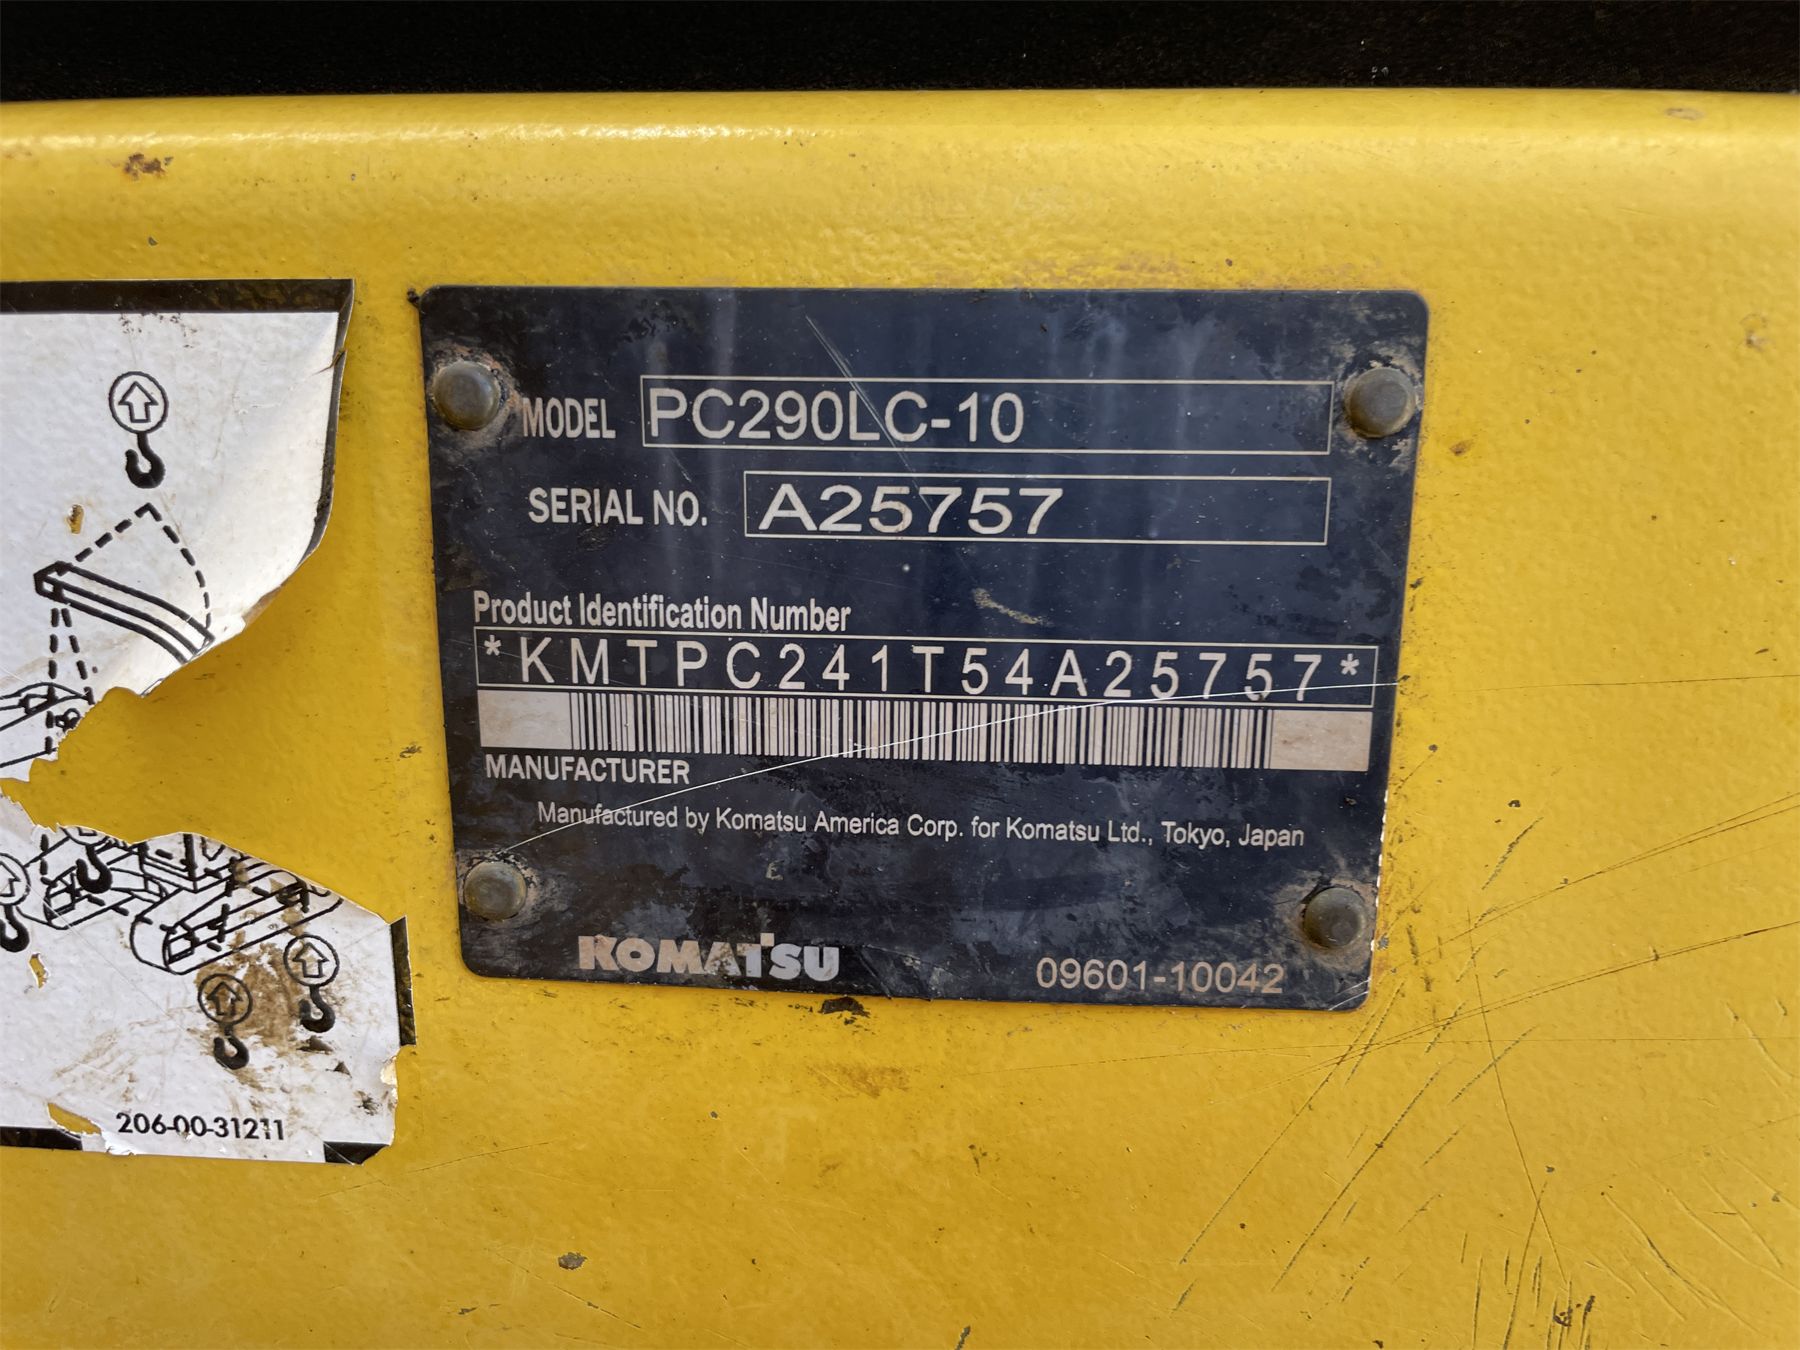 MODEL PC290LC-10
SERIAL NO. A25757
Product Identification Number
*KMTPC241T54A25757*
MANUFACTURER
Manufactured by Komatsu America Corp. for Komatsu Ltd., Tokyo, Japan
KOMATSU 09601-10042
206-00-31211